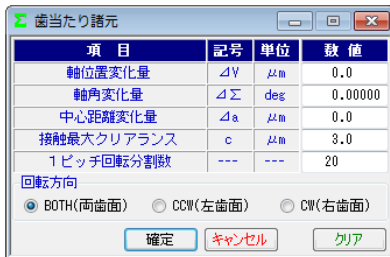 Σ 歯当たり諸元
項 目 記号 単位 数 値
軸位置変化量 ⊿V μm 0.0
軸角変化量 ⊿Σ deg 0.00000
中心距離変化量 ⊿a μm 0.0
接触最大クリアランス c μm 3.0
1ピッチ回転分割数 --- --- 20
回転方向
BOTH(両歯面) CCW(左歯面) CW(右歯面)
確定 キャンセル クリア